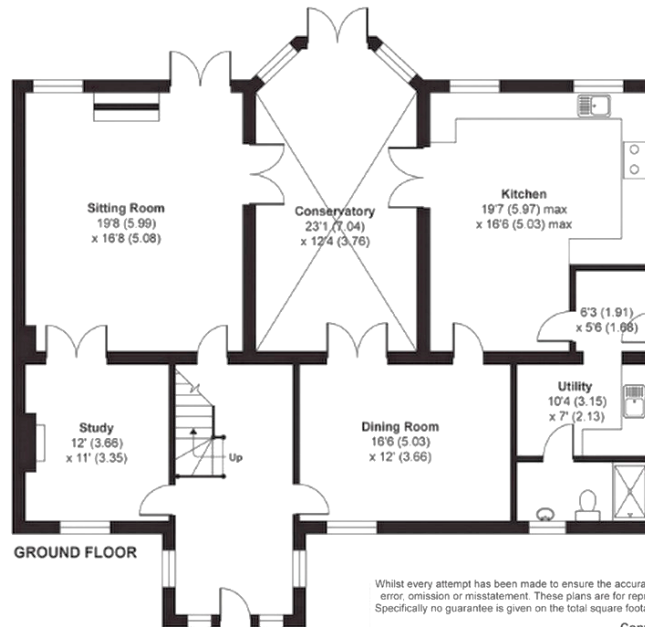 Sitting Room
19'8 (5.99)
x 16'8 (5.08)
Conservatory
23'1 (7.04)
x 12'4 (3.76)
Kitchen
19'7 (5.97) max
x 16'6 (5.03) max
6'3 (1.91)
x 5'6 (1.68)
Utility
10'4 (3.15)
x 7' (2.13)
Study
12' (3.66)
x 11' (3.35)
Up
Dining Room
16'6 (5.03)
x 12' (3.66)
GROUND FLOOR
Whilst every attempt has been made to ensure the accura
error, omission or misstatement. These plans are for repr
Specifically no guarantee is given on the total square foota